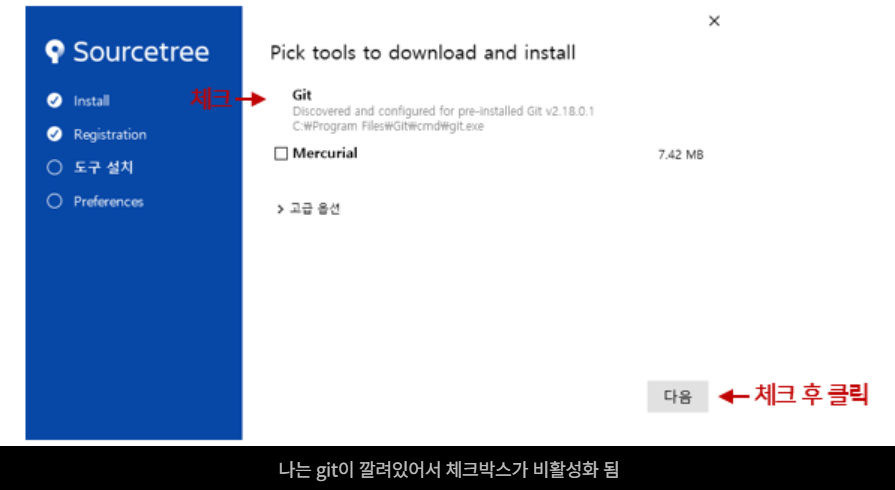 Sourcetree
Install
Registration
도구 설치
Preferences
Pick tools to download and install
체크
Git
Discovered and configured for pre-installed Git v2.18.0.1
C:₩Program Files₩Git₩cmd₩git.exe
Mercurial
7.42 MB
고급 옵션
다음
체크 후 클릭
나는 git이 깔려있어서 체크박스가 비활성화 됨